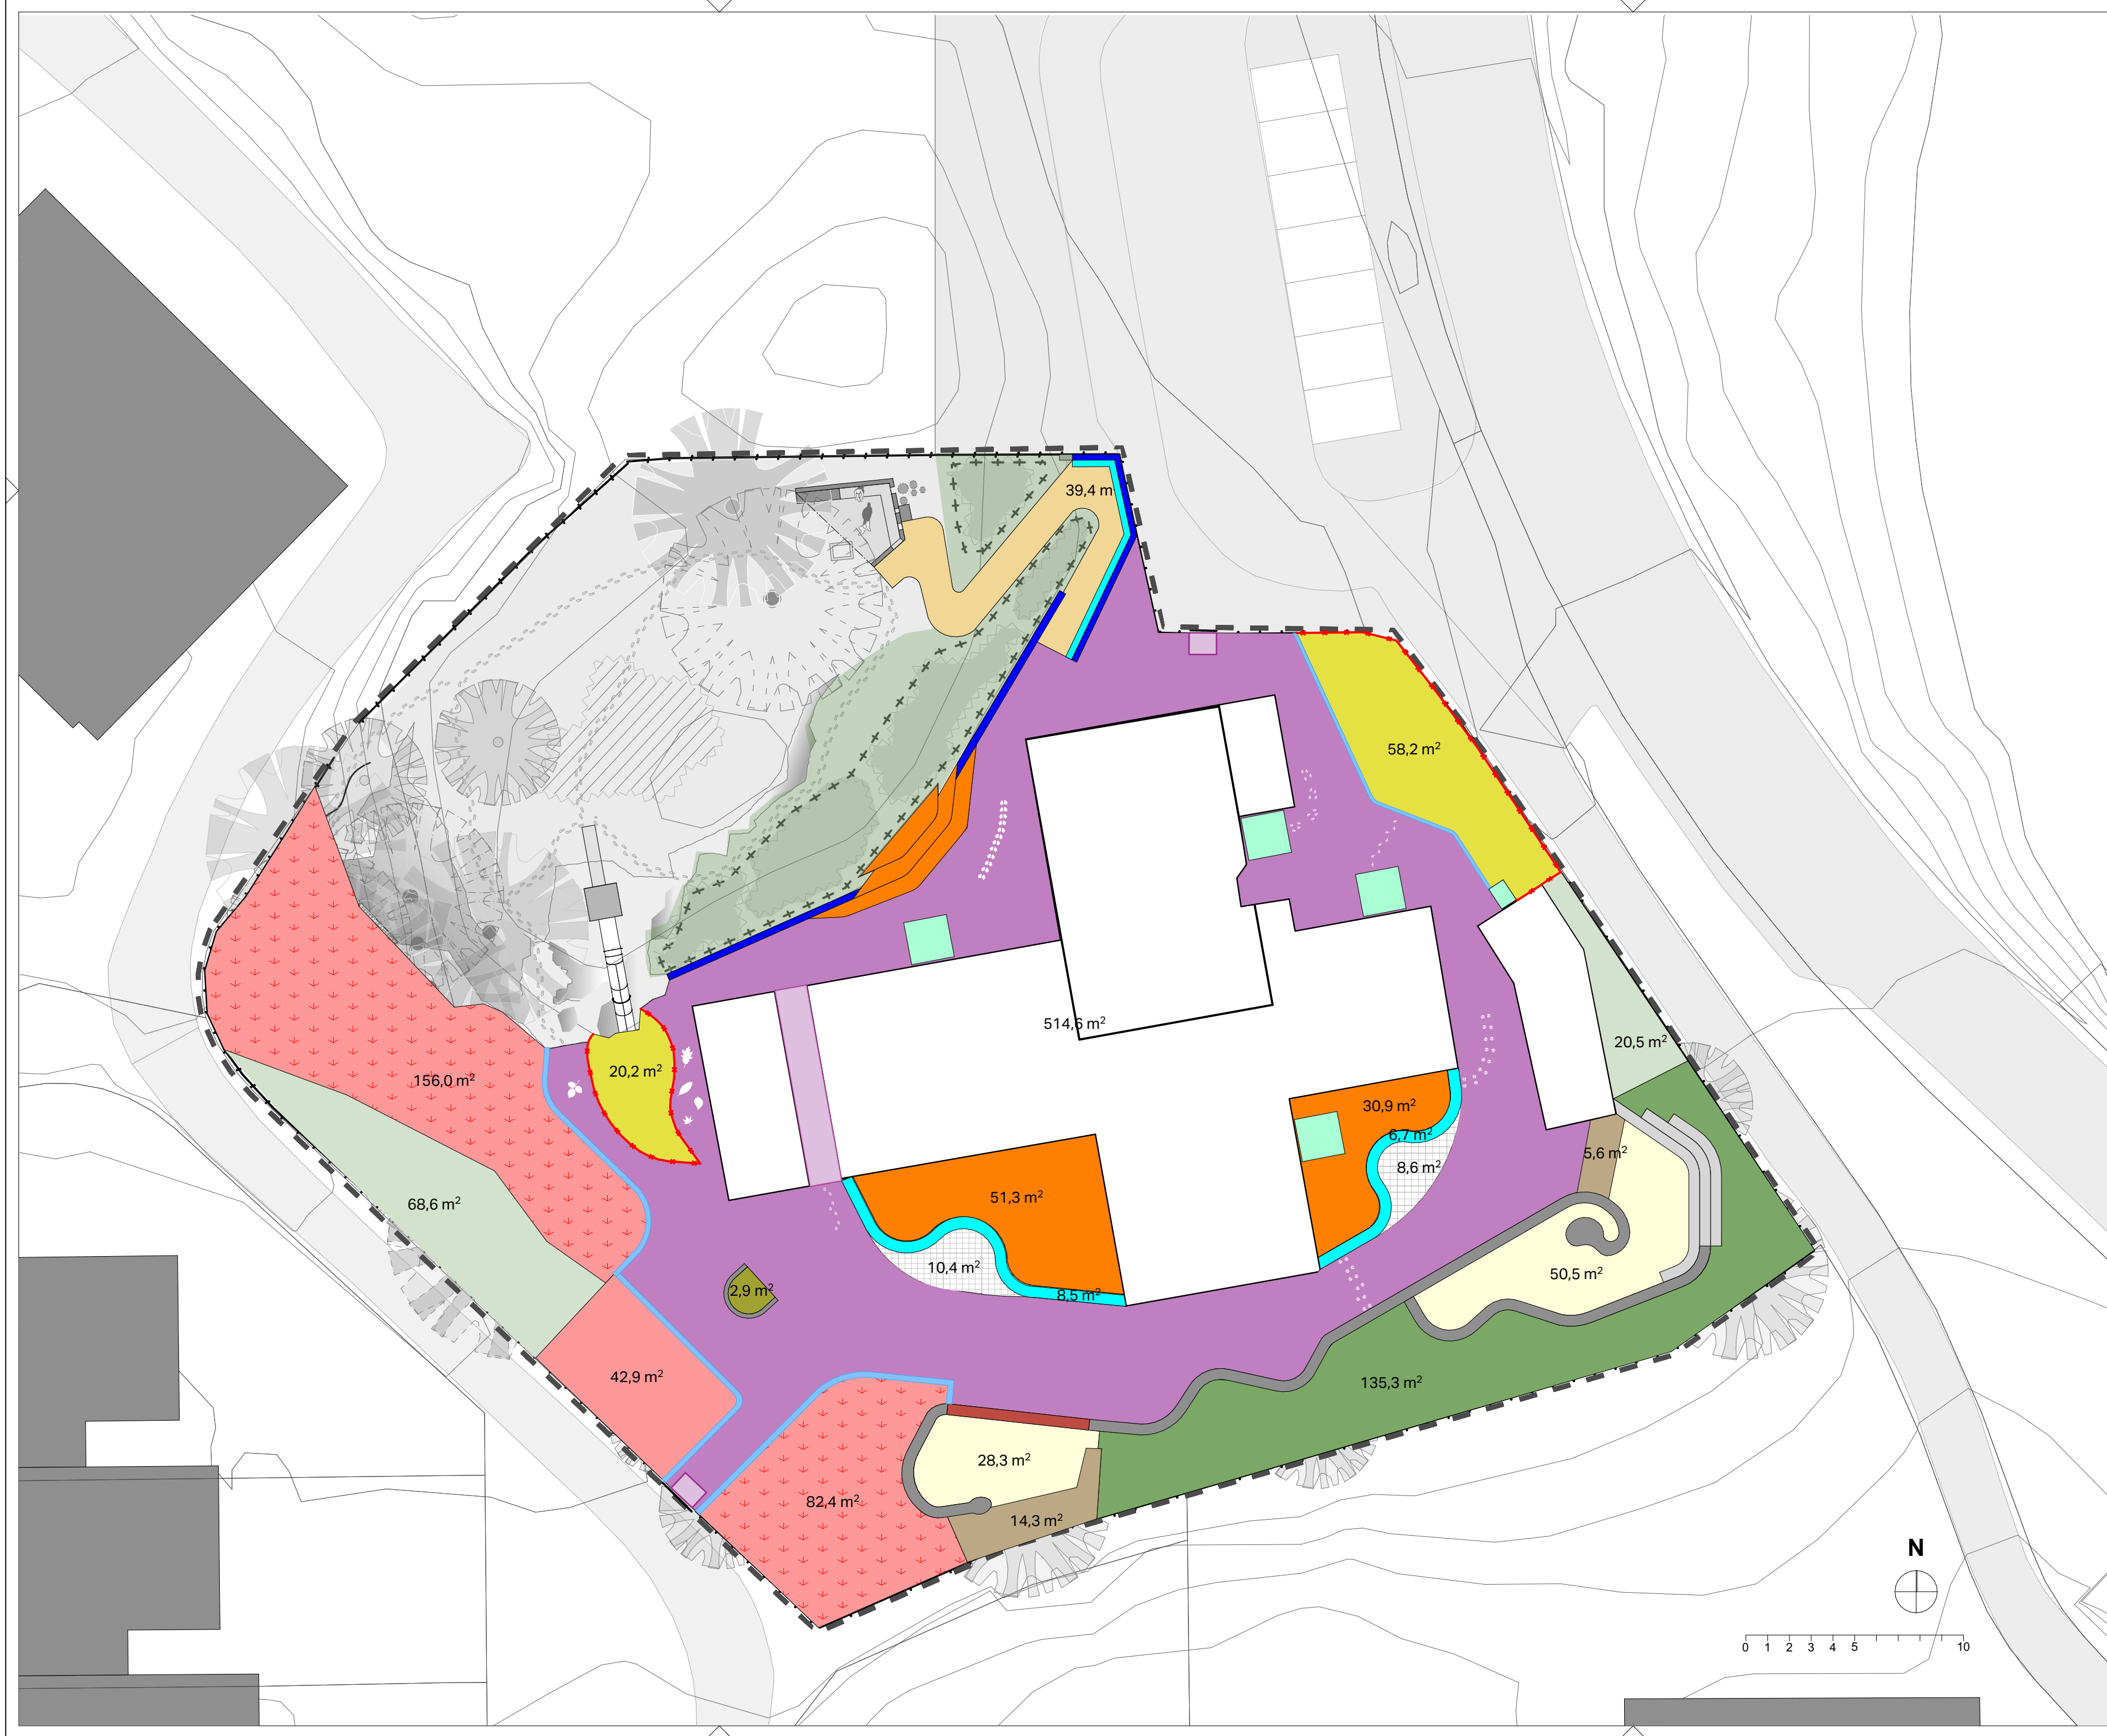 39,4 m
58,2 m²
514,6 m²
20,5 m²
20,2 m²
156,0 m²
30,9 m²
6,7 m²
5,6 m²
8,6 m²
51,3 m²
68,6 m²
10,4 m²
50,5 m²
2,9 m²
8,5 m²
42,9 m²
135,3 m²
28,3 m²
82,4 m²
14,3 m²
N
0 1 2 3 4 5 10